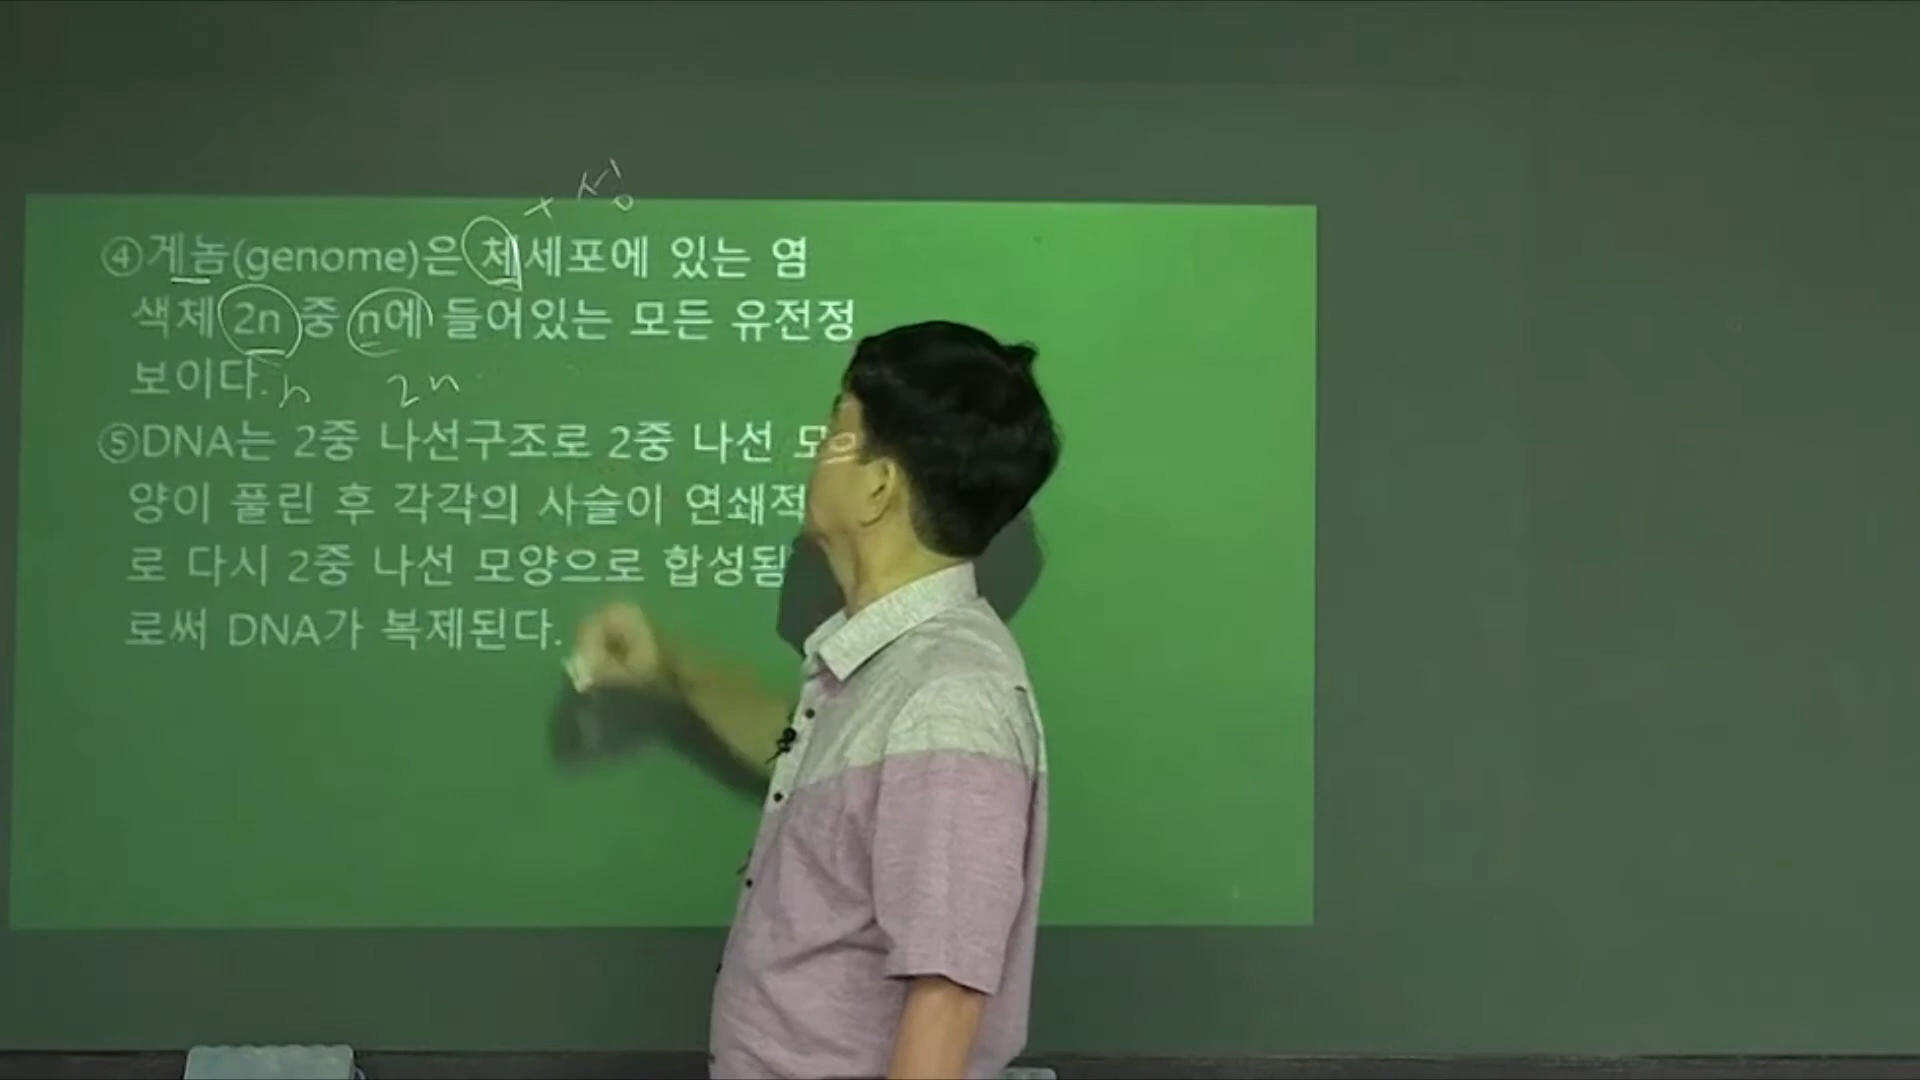 + 성
④게놈(genome)은 체세포에 있는 염
색체 2n 중 n에 들어있는 모든 유전정
보이다.
n 2n
⑤DNA는 2중 나선구조로 2중 나선 모
양이 풀린 후 각각의 사슬이 연쇄적
로 다시 2중 나선 모양으로 합성됨
로써 DNA가 복제된다.